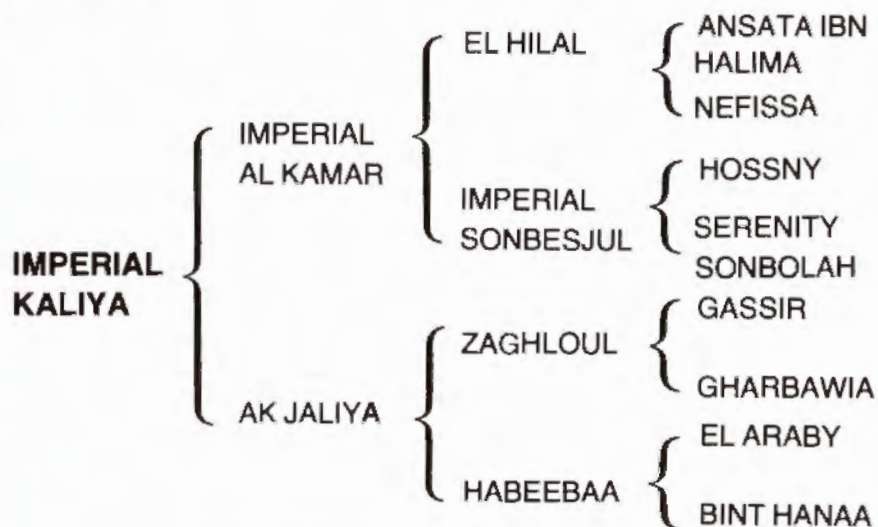 IMPERIAL
KALIYA
IMPERIAL
AL KAMAR
AK JALIYA
EL HILAL
IMPERIAL
SONBESJUL
ZAGHLOUL
HABEEBAA
ANSATA IBN
HALIMA
NEFISSA
HOSSNY
SERENITY
SONBOLAH
GASSIR
GHARBAWIA
EL ARABY
BINT HANAA